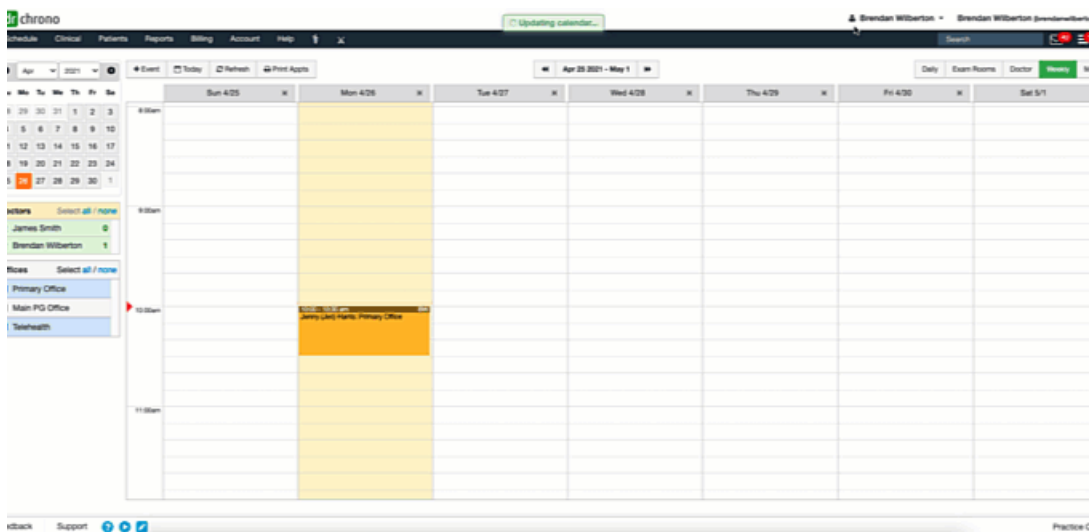 dr chrono
Updating calendar...
Brendan Wilberton
Brendan Wilberton
Schedule Clinical Patients Reports Billing Account Help
Search
Apr 2021
Event Today Refresh Print Appts
Apr 25 2021 - May 1
Daily Exam Rooms Doctor Weekly
Mo Tu We Th Fr Sa
Sun 4/25 Mon 4/26 Tue 4/27 Wed 4/28 Thu 4/29 Fri 4/30 Sat 5/1
29 30 31 1 2 3
5 6 7 8 9 10
12 13 14 15 16 17
19 20 21 22 23 24
26 27 28 29 30 1
8:00am
9:00am
10:00am
11:00am
Select all / none
James Smith 0
Brendan Wilberton 1
Select all / none
Primary Office
Main PG Office
Telehealth
10:00 - 10:30 am
Jenny (Jen) Harris: Primary Office
Support